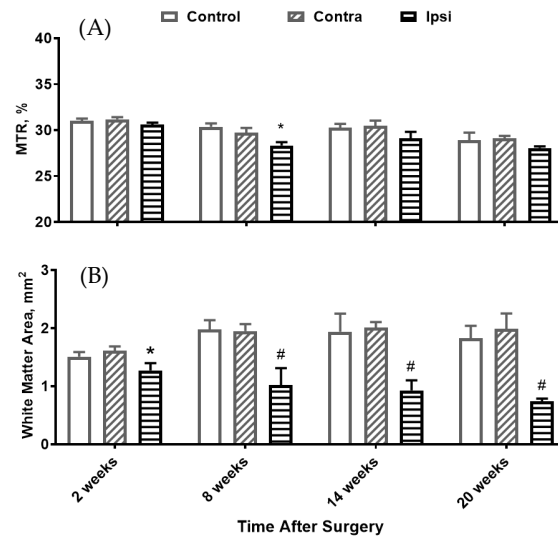 Control Contra Ipsi
(A)
MTR, %
40
35
30
25
20
*
(B)
White Matter Area, mm²
3
2
1
0
* # # #
2 weeks 8 weeks 14 weeks 20 weeks
Time After Surgery